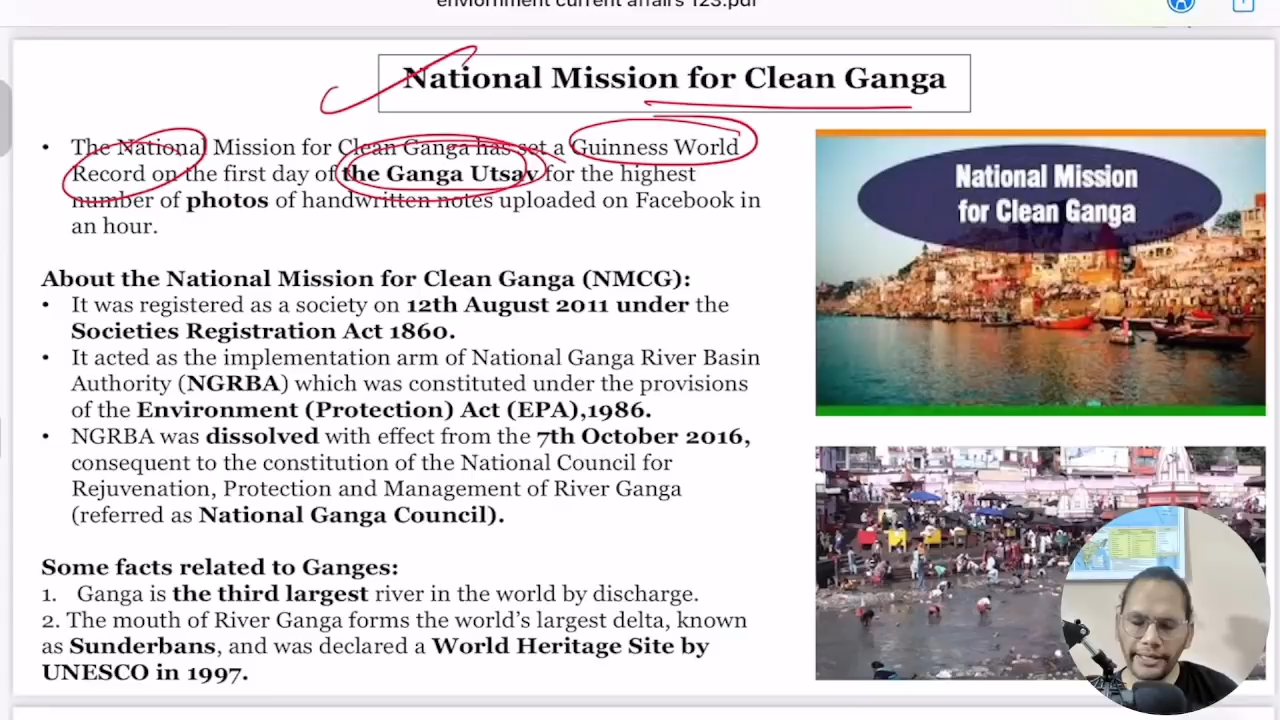 enviornment current affairs 123.pdf
National Mission for Clean Ganga
• The National Mission for Clean Ganga has set a Guinness World
Record on the first day of the Ganga Utsav for the highest
number of photos of handwritten notes uploaded on Facebook in
an hour.
About the National Mission for Clean Ganga (NMCG):
• It was registered as a society on 12th August 2011 under the
Societies Registration Act 1860.
• It acted as the implementation arm of National Ganga River Basin
Authority (NGRBA) which was constituted under the provisions
of the Environment (Protection) Act (EPA),1986.
• NGRBA was dissolved with effect from the 7th October 2016,
consequent to the constitution of the National Council for
Rejuvenation, Protection and Management of River Ganga
(referred as National Ganga Council).
Some facts related to Ganges:
1. Ganga is the third largest river in the world by discharge.
2. The mouth of River Ganga forms the world's largest delta, known
as Sunderbans, and was declared a World Heritage Site by
UNESCO in 1997.
National Mission
for Clean Ganga